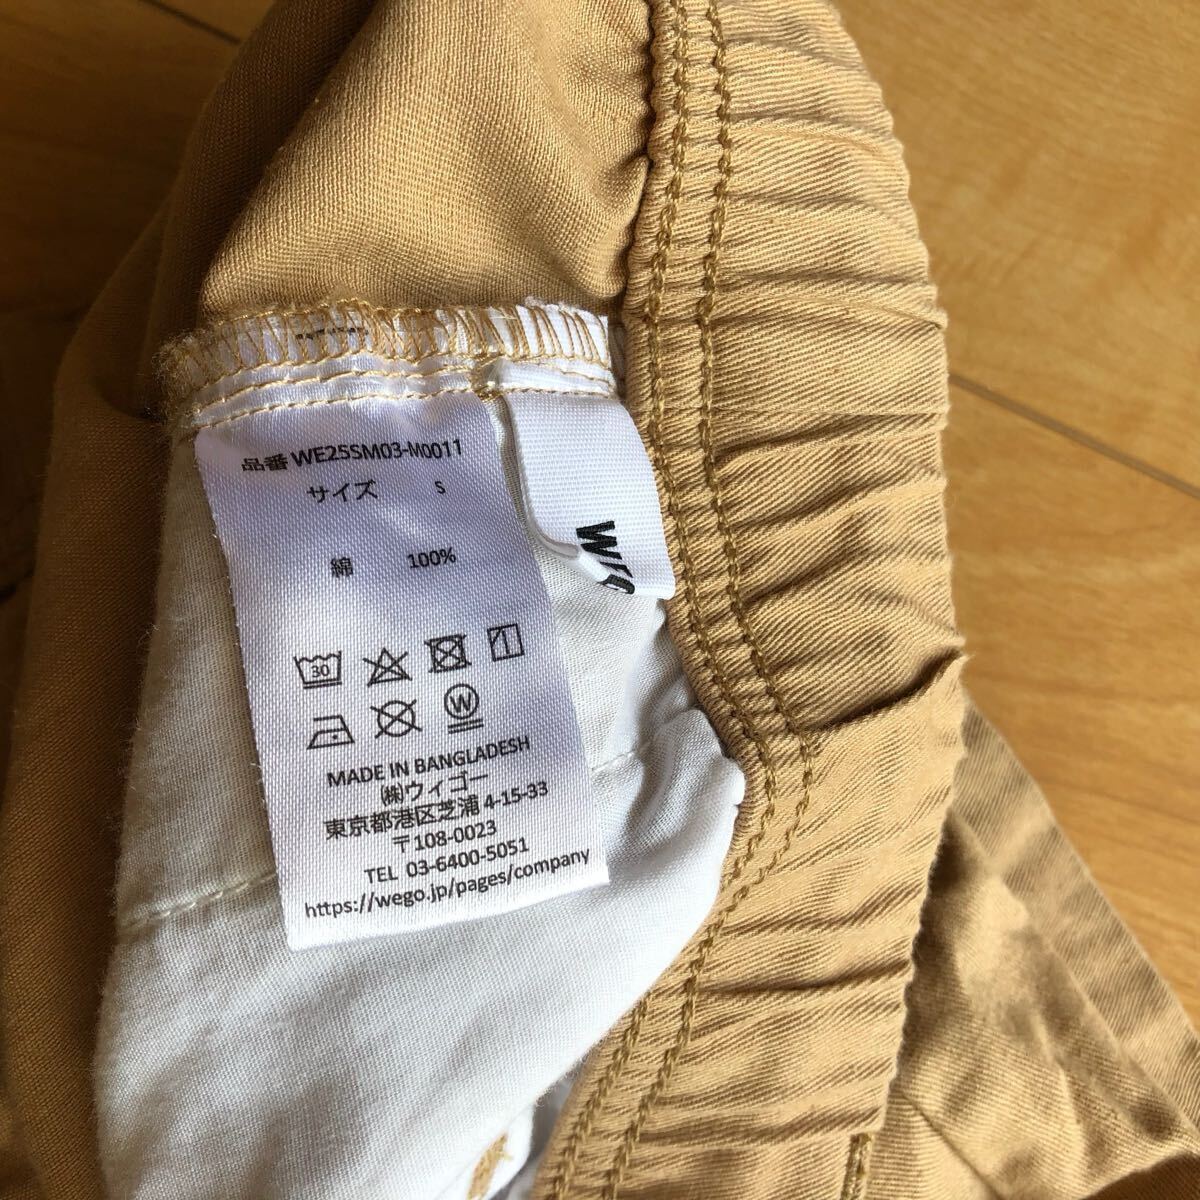 品番 WE25SM03-M0011
サイズ S
綿 100%
30
W
MADE IN BANGLADESH
㈱ウィゴー
東京都港区芝浦 4-15-33
〒108-0023
TEL 03-6400-5051
https://wego.jp/pages/company